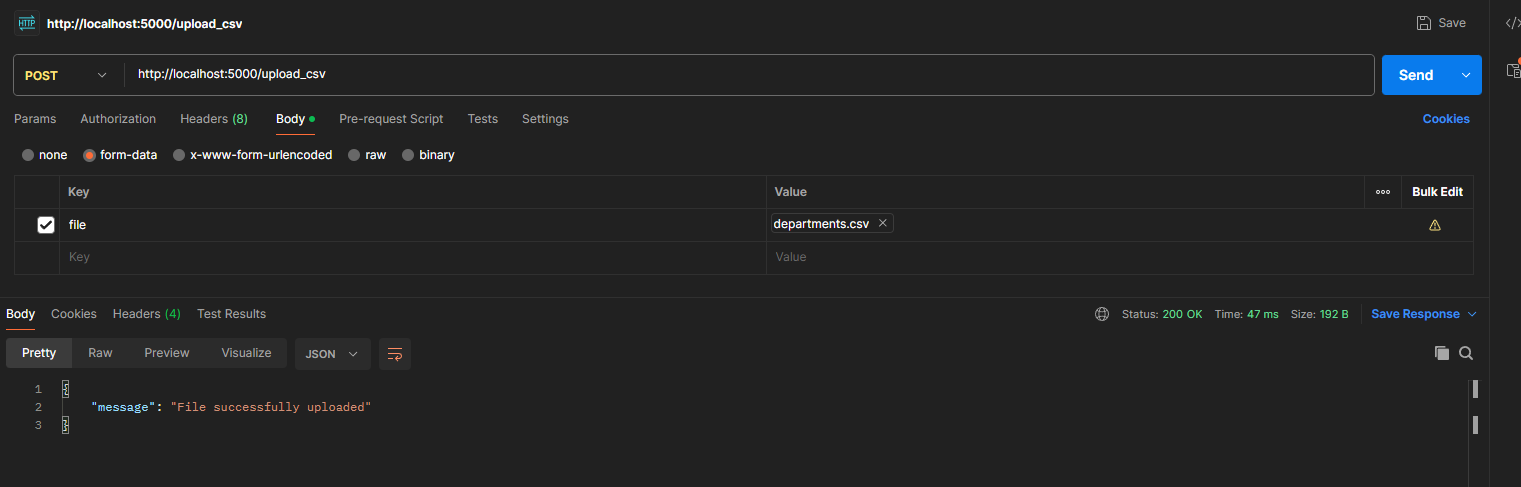 HTTP http://localhost:5000/upload_csv Save
POST http://localhost:5000/upload_csv Send
Params Authorization Headers (8) Body Pre-request Script Tests Settings Cookies
none form-data x-www-form-urlencoded raw binary
Key Value Bulk Edit
file departments.csv
Key Value
Body Cookies Headers (4) Test Results Status: 200 OK Time: 47 ms Size: 192 B Save Response
Pretty Raw Preview Visualize JSON
1 {
2 "message": "File successfully uploaded"
3 }